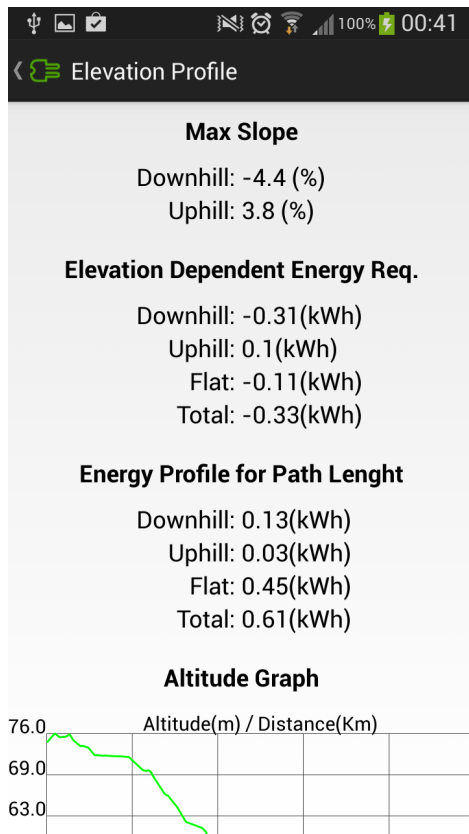 100% 00:41
Elevation Profile
Max Slope
Downhill: -4.4 (%)
Uphill: 3.8 (%)
Elevation Dependent Energy Req.
Downhill: -0.31(kWh)
Uphill: 0.1(kWh)
Flat: -0.11(kWh)
Total: -0.33(kWh)
Energy Profile for Path Lenght
Downhill: 0.13(kWh)
Uphill: 0.03(kWh)
Flat: 0.45(kWh)
Total: 0.61(kWh)
Altitude Graph
Altitude(m) / Distance(Km)
76.0
69.0
63.0